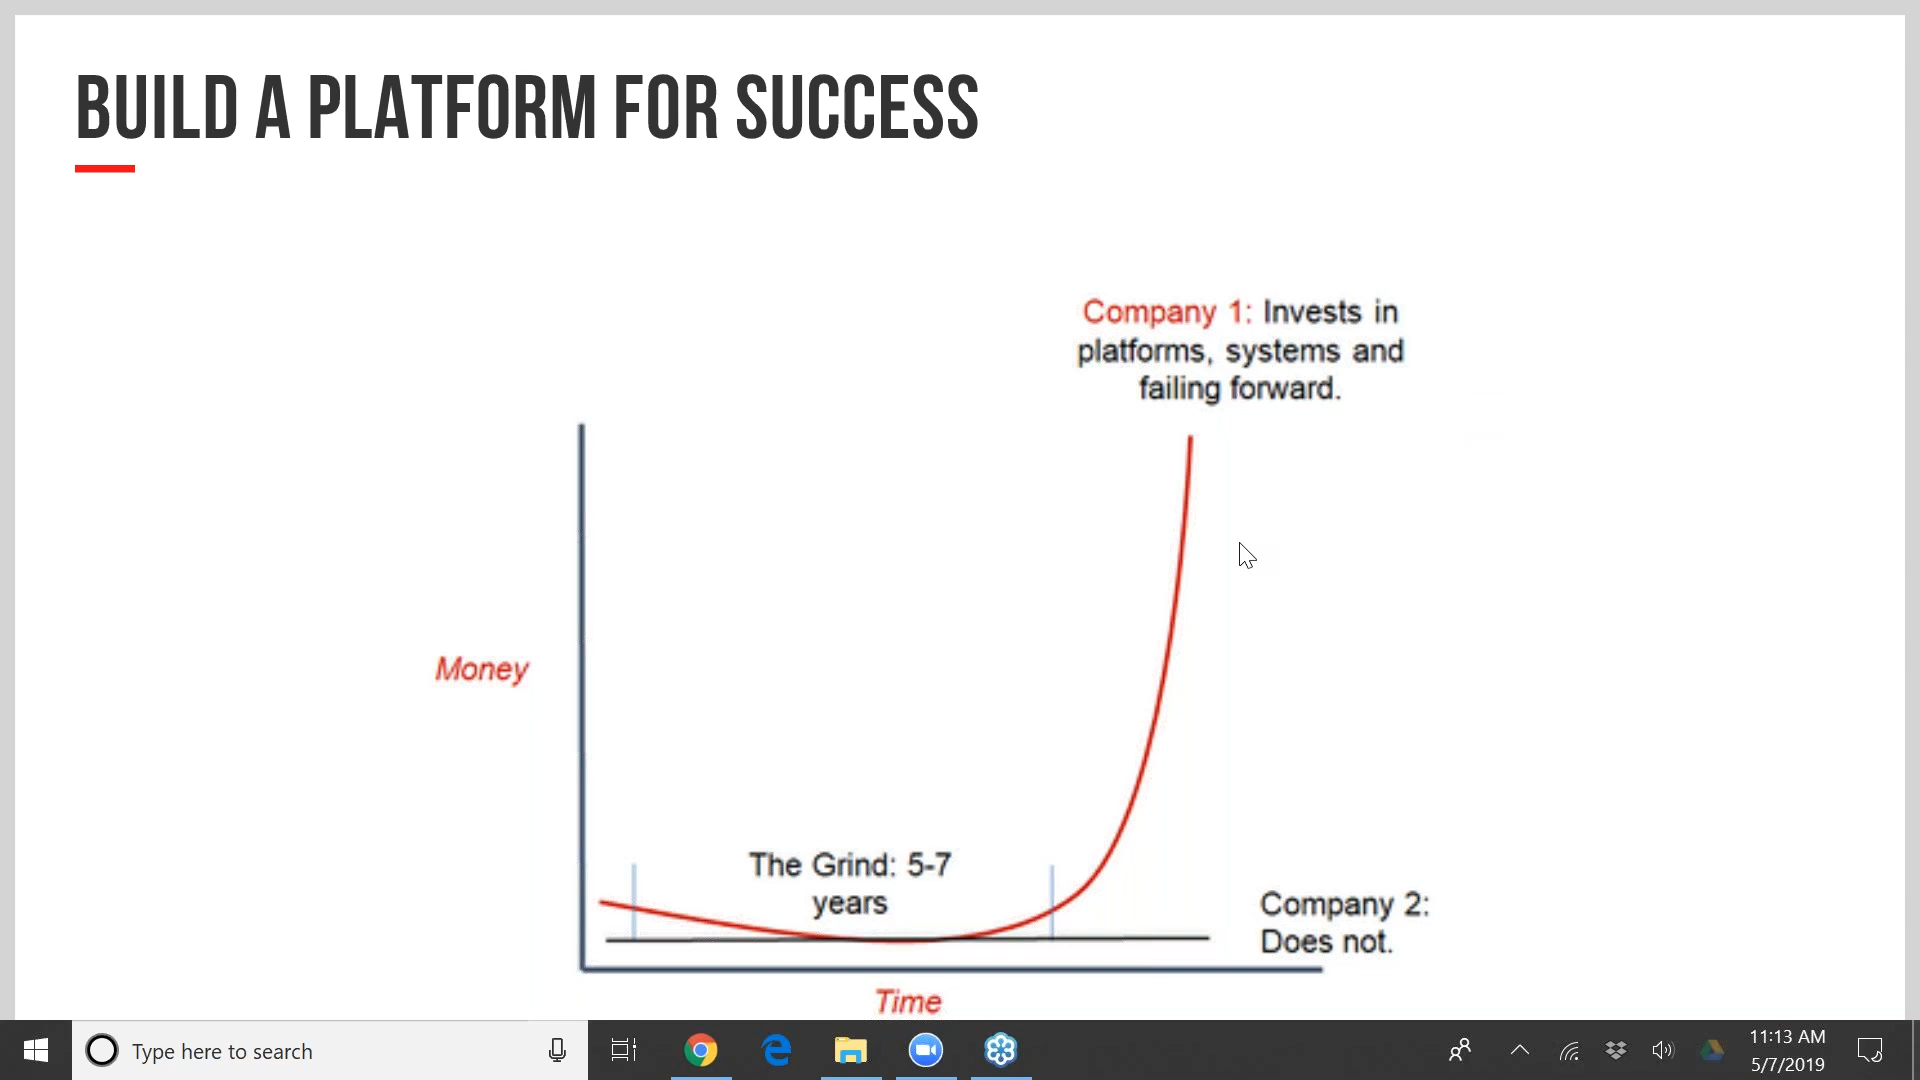 BUILD A PLATFORM FOR SUCCESS
Company 1: Invests in
platforms, systems and
failing forward.
Money
The Grind: 5-7
years
Company 2:
Does not.
Time
Type here to search
11:13 AM
5/7/2019